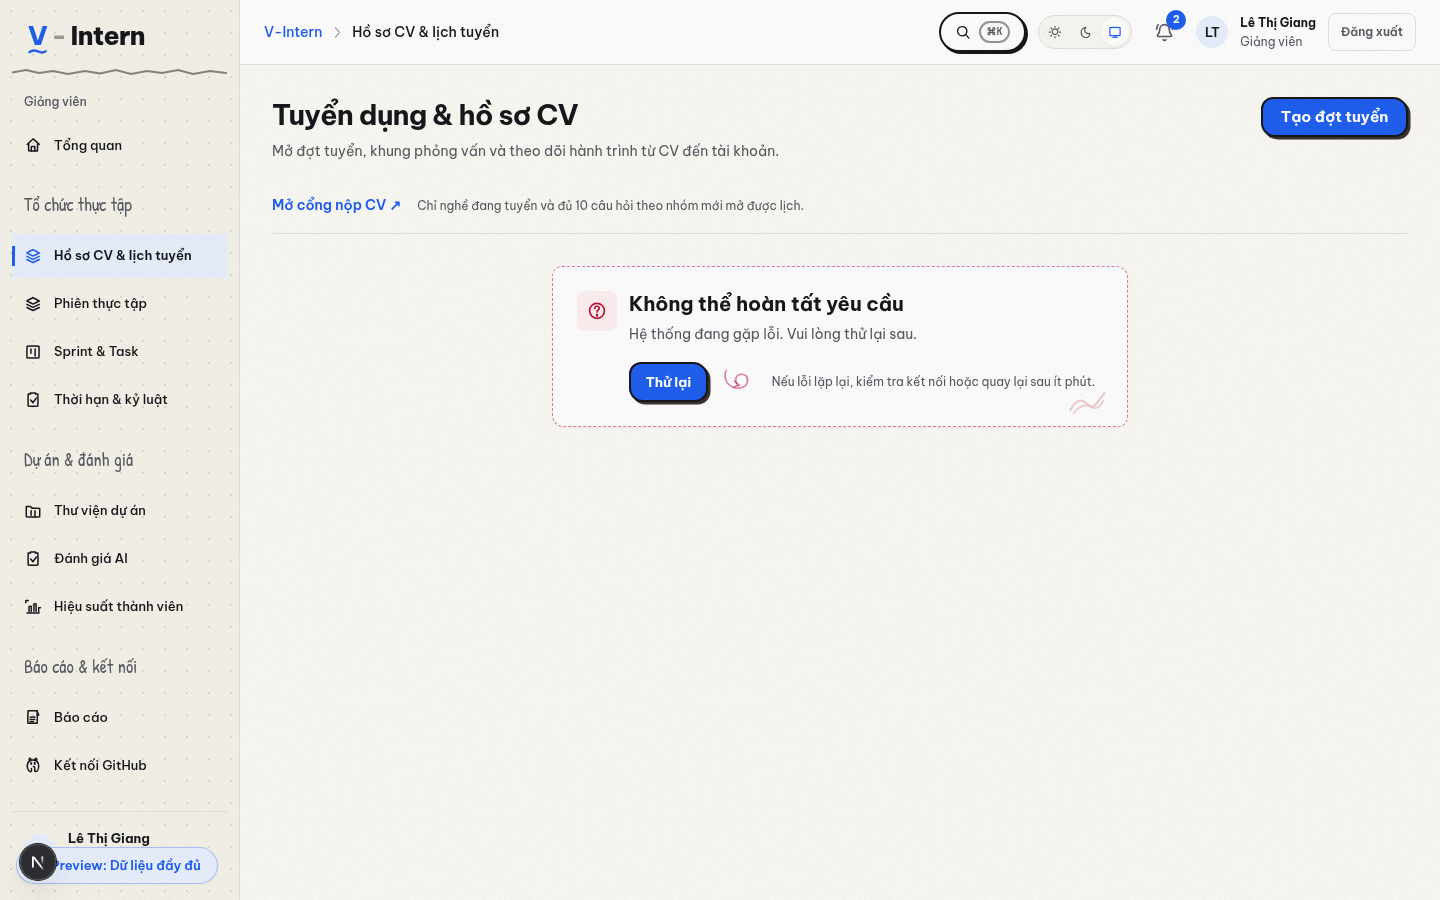 V - Intern
Giảng viên
Tổng quan
Tổ chức thực tập
Hồ sơ CV & lịch tuyển
Phiên thực tập
Sprint & Task
Thời hạn & kỷ luật
Dự án & đánh giá
Thư viện dự án
Đánh giá AI
Hiệu suất thành viên
Báo cáo & kết nối
Báo cáo
Kết nối GitHub
Lê Thị Giang
N
Preview: Dữ liệu đầy đủ
V-Intern
Hồ sơ CV & lịch tuyển
⌘K
2
LT
Lê Thị Giang
Giảng viên
Đăng xuất
Tuyển dụng & hồ sơ CV
Tạo đợt tuyển
Mở đợt tuyển, khung phỏng vấn và theo dõi hành trình từ CV đến tài khoản.
Mở cổng nộp CV ↗
Chỉ nghề đang tuyển và đủ 10 câu hỏi theo nhóm mới mở được lịch.
Không thể hoàn tất yêu cầu
Hệ thống đang gặp lỗi. Vui lòng thử lại sau.
Thử lại
Nếu lỗi lặp lại, kiểm tra kết nối hoặc quay lại sau ít phút.